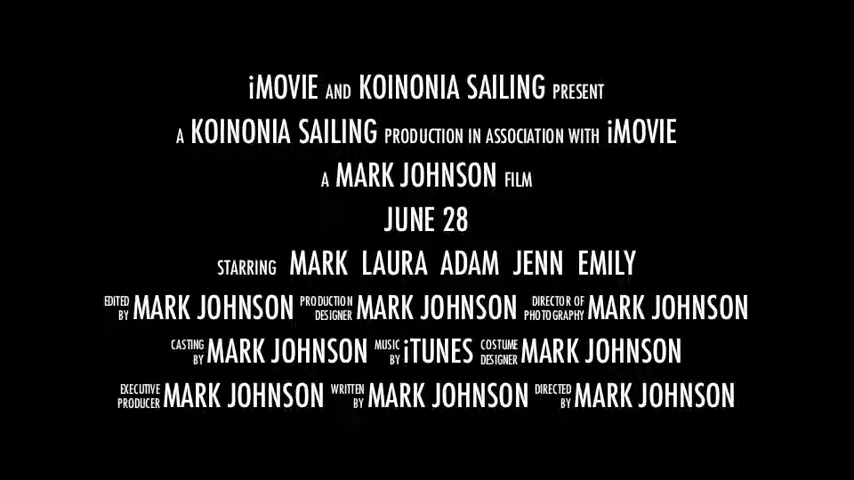 iMOVIE AND KOINONIA SAILING PRESENT
A KOINONIA SAILING PRODUCTION IN ASSOCIATION WITH iMOVIE
A MARK JOHNSON FILM
JUNE 28
STARRING MARK LAURA ADAM JENN EMILY
EDITED BY MARK JOHNSON PRODUCTION DESIGNER MARK JOHNSON DIRECTOR OF PHOTOGRAPHY MARK JOHNSON
CASTING BY MARK JOHNSON MUSIC BY iTUNES COSTUME DESIGNER MARK JOHNSON
EXECUTIVE PRODUCER MARK JOHNSON WRITTEN BY MARK JOHNSON DIRECTED BY MARK JOHNSON